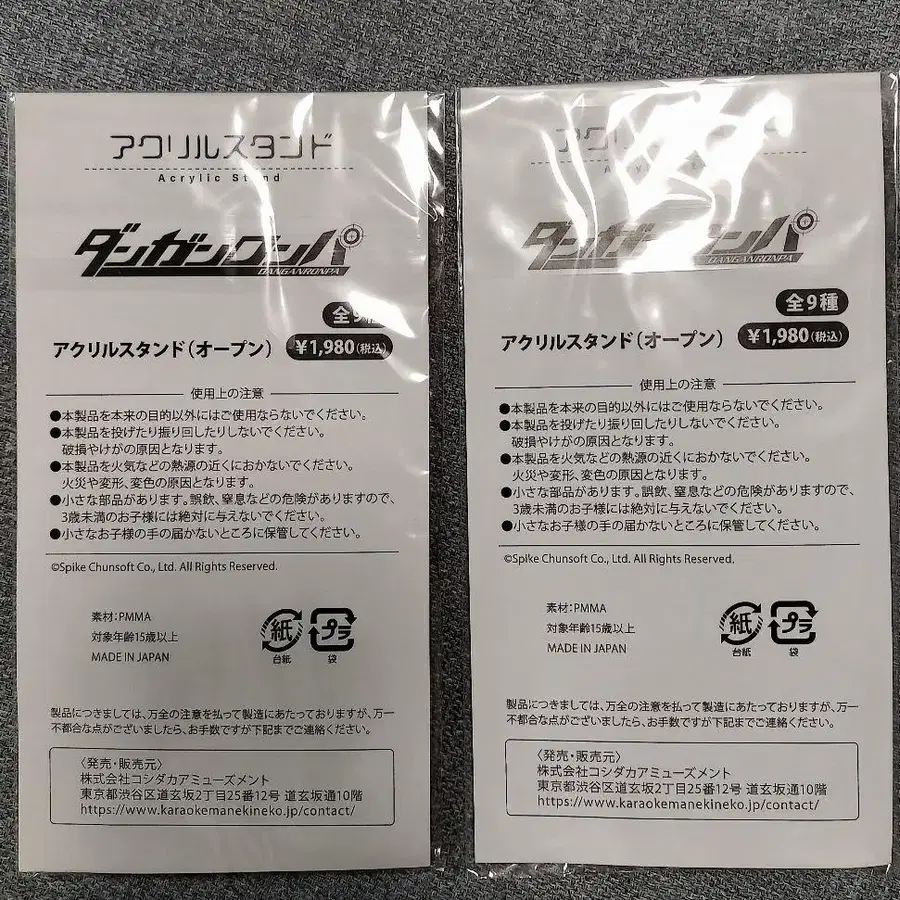 アクリルスタンド
Acrylic Stand
ダンガンロンパ
DANGANRONPA
全9種
アクリルスタンド(オープン) ¥1,980(税込)
使用上の注意
●本製品を本来の目的以外にはご使用ならないでください。
●本製品を投げたり振り回したりしないでください。
破損やけがの原因となります。
●本製品を火気などの熱源の近くにおかないでください。
火災や変形、変色の原因となります。
●小さな部品があります。誤飲、窒息などの危険がありますので、
3歳未満のお子様には絶対に与えないでください。
●小さなお子様の手の届かないところに保管してください。
©Spike Chunsoft Co., Ltd. All Rights Reserved.
素材:PMMA
対象年齢15歳以上
MADE IN JAPAN
紙
台紙
プラ
袋
製品につきましては、万全の注意を払って製造にあたっておりますが、万一
不都合な点がございましたら、お手数ですが下記までご連絡ください。
〈発売・販売元〉
株式会社コシダカアミューズメント
東京都渋谷区道玄坂2丁目25番12号 道玄坂通10階
https://www.karaokemanekineko.jp/contact/
アクリ
ダンガンロンパ
DANGANRONPA
全9種
アクリルスタンド(オープン) ¥1,980(税込)
使用上の注意
●本製品を本来の目的以外にはご使用ならないでください。
●本製品を投げたり振り回したりしないでください。
破損やけがの原因となります。
●本製品を火気などの熱源の近くにおかないでください。
火災や変形、変色の原因となります。
●小さな部品があります。誤飲、窒息などの危険がありますので、
3歳未満のお子様には絶対に与えないでください。
●小さなお子様の手の届かないところに保管してください。
©Spike Chunsoft Co., Ltd. All Rights Reserved.
素材:PMMA
対象年齢15歳以上
MADE IN JAPAN
紙
台紙
プラ
袋
製品につきましては、万全の注意を払って製造にあたっておりますが、万一
不都合な点がございましたら、お手数ですが下記までご連絡ください。
〈発売・販売元〉
株式会社コシダカアミューズメント
東京都渋谷区道玄坂2丁目25番12号 道玄坂通10階
https://www.karaokemanekineko.jp/contact/